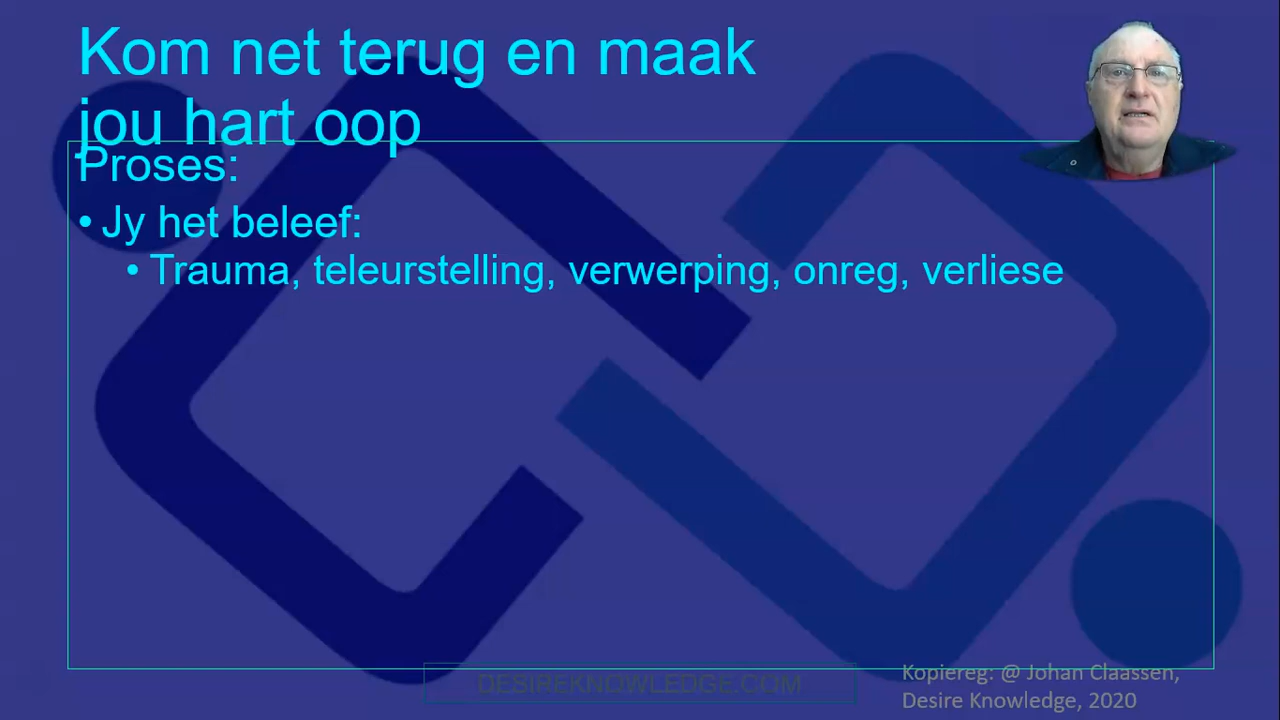 Kom net terug en maak
jou hart oop
Proses:
• Jy het beleef:
• Trauma, teleurstelling, verwerping, onreg, verliese
DESIREKNOWLEDGE.COM
Kopiereg: @ Johan Claassen,
Desire Knowledge, 2020